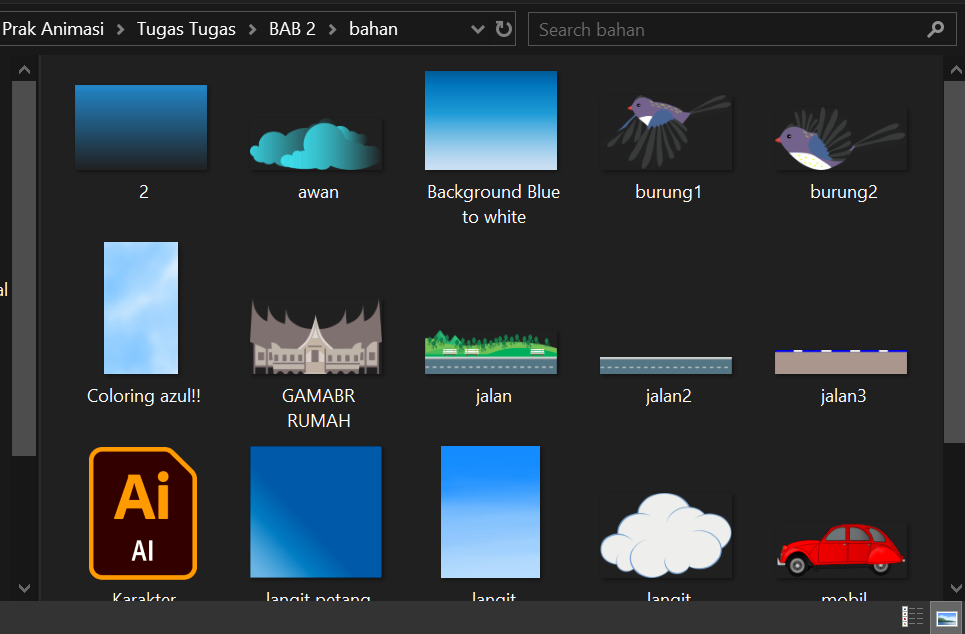 Prak Animasi > Tugas Tugas > BAB 2 > bahan
Search bahan
2
awan
Background Blue
to white
burung1
burung2
al
Coloring azul!!
GAMABR
RUMAH
jalan
jalan2
jalan3
Ai
AI
Karakter
langit petang
langit
langit
mobil